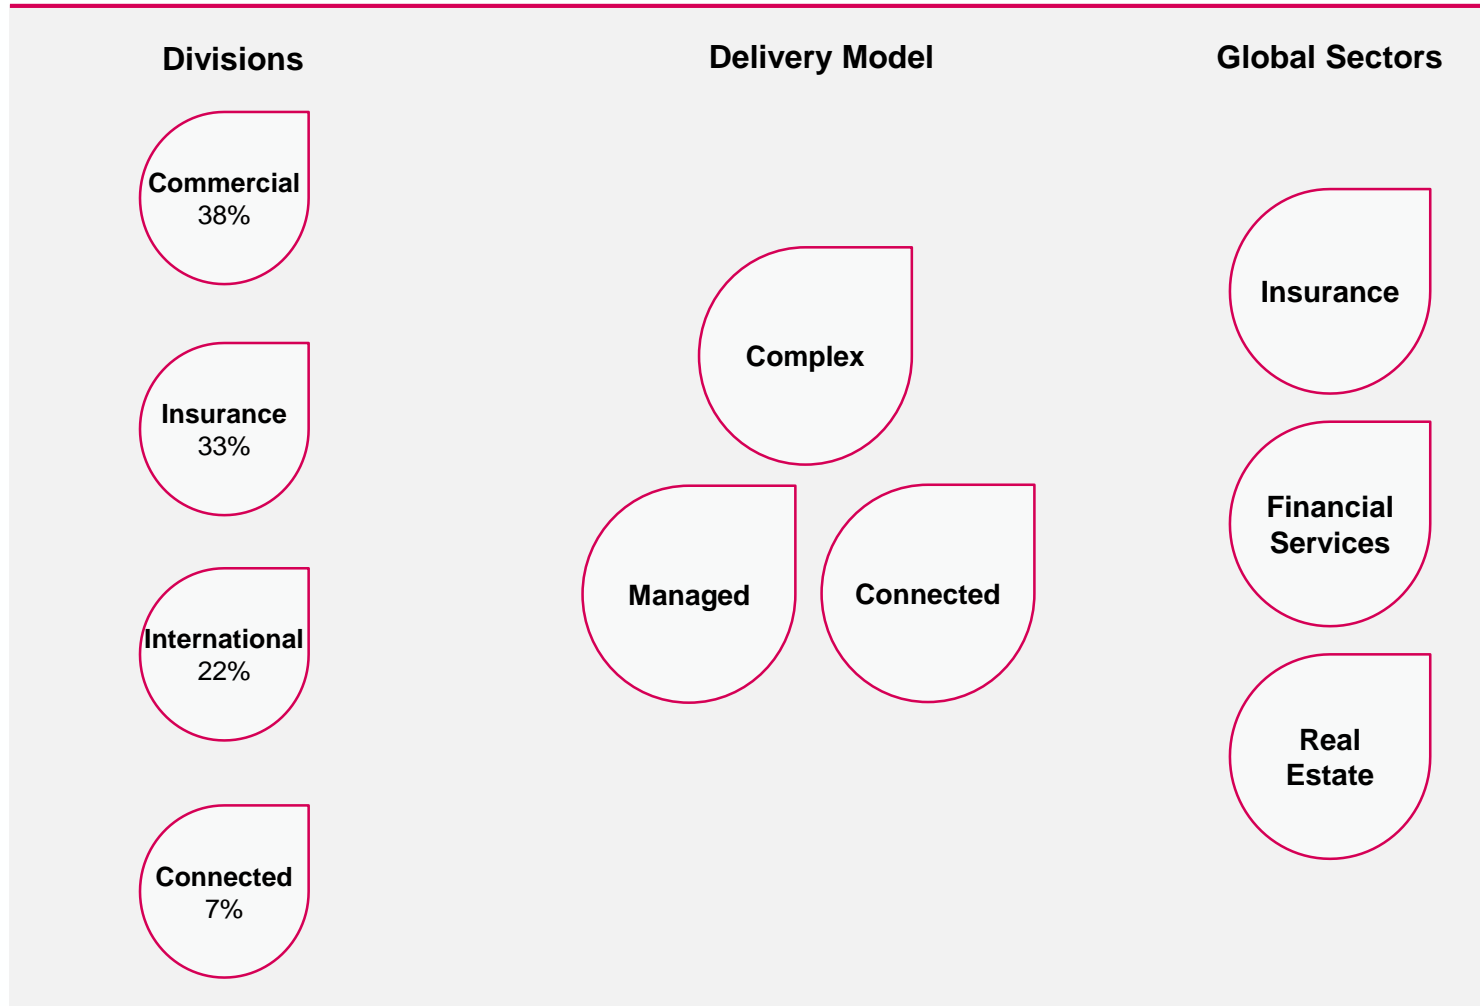 Divisions
Commercial
38%
Insurance
33%
International
22%
Connected
7%
Delivery Model
Complex
Managed
Connected
Global Sectors
Insurance
Financial
Services
Real
Estate